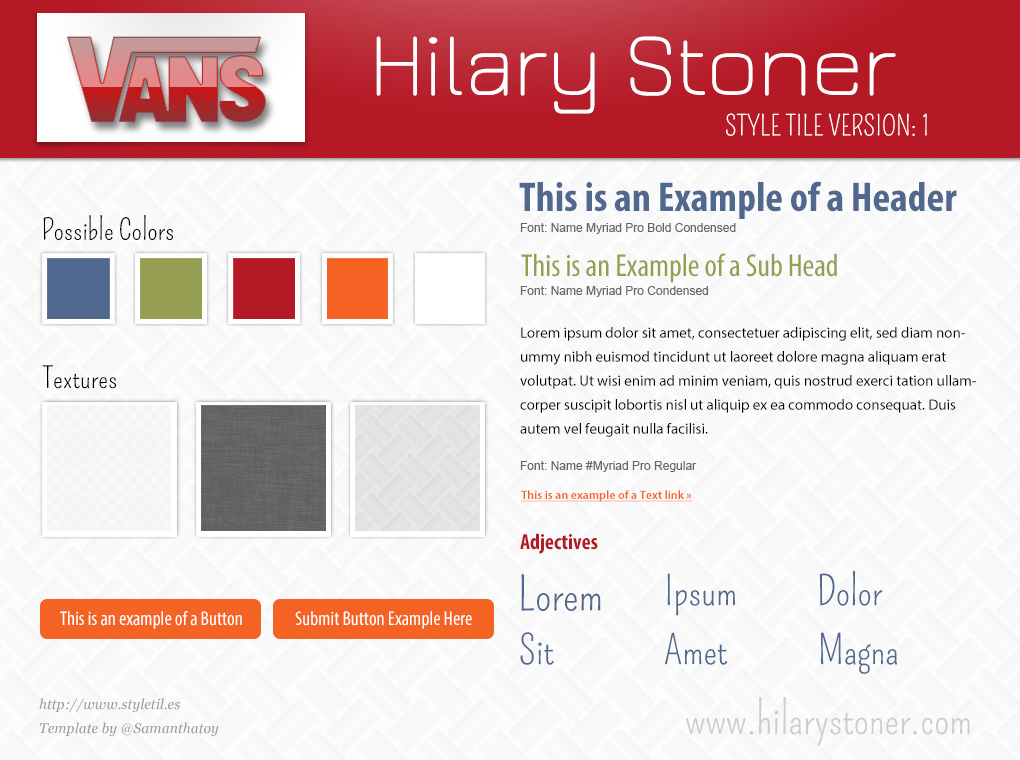 VANS
Hilary Stoner
STYLE TILE VERSION: 1
Possible Colors
Textures
This is an example of a Button
Submit Button Example Here
http://www.styletil.es
Template by @Samanthatoy
This is an Example of a Header
Font: Name Myriad Pro Bold Condensed
This is an Example of a Sub Head
Font: Name Myriad Pro Condensed
Lorem ipsum dolor sit amet, consectetuer adipiscing elit, sed diam non-
ummy nibh euismod tincidunt ut laoreet dolore magna aliquam erat
volutpat. Ut wisi enim ad minim veniam, quis nostrud exerci tation ullam-
corper suscipit lobortis nisl ut aliquip ex ea commodo consequat. Duis
autem vel feugait nulla facilisi.
Font: Name #Myriad Pro Regular
This is an example of a Text link »
Adjectives
Lorem Ipsum Dolor
Sit Amet Magna
www.hilarystoner.com